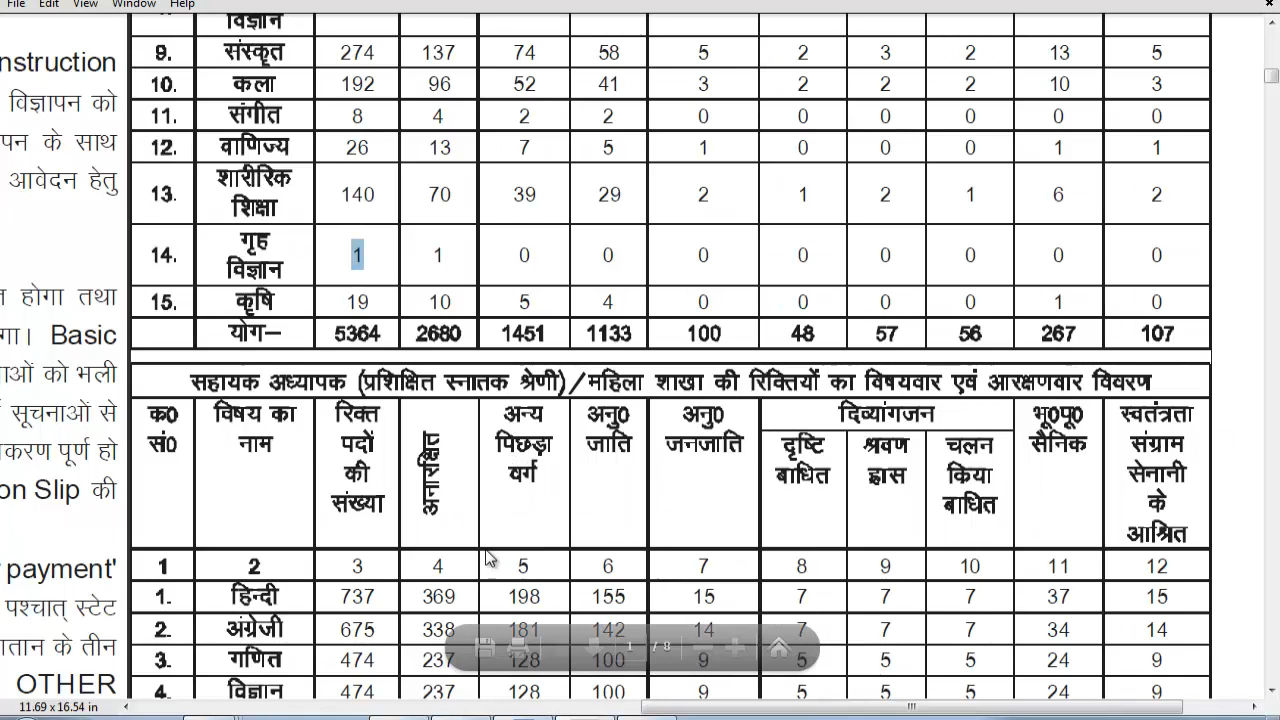 File Edit View Window Help
विज्ञान
9. संस्कृत 274 137 74 58 5 2 3 2 13 5
nstruction
10. कला 192 96 52 41 3 2 2 2 10 3
विज्ञापन को
11. संगीत 8 4 2 2 0 0 0 0 0 0
पन के साथ
12. वाणिज्य 26 13 7 5 1 0 0 0 1 1
आवेदन हेतु
13. शारीरिक शिक्षा 140 70 39 29 2 1 2 1 6 2
14. गृह विज्ञान 1 1 0 0 0 0 0 0 0 0
त होगा तथा
15. कृषि 19 10 5 4 0 0 0 0 1 0
गा। Basic
योग– 5364 2680 1451 1133 100 48 57 56 267 107
नाओं को भली
सहायक अध्यापक (प्रशिक्षित स्नातक श्रेणी)/महिला शाखा की रिक्तियों का विषयवार एवं आरक्षणवार विवरण
सूचनाओं से
करण पूर्ण हो
on Slip की
क0 सं0 विषय का नाम रिक्त पदों की संख्या अनारक्षित अन्य पिछड़ा वर्ग अनु0 जाति अनु0 जनजाति दिव्यांगजन भू0पू0 सैनिक स्वतंत्रता संग्राम सेनानी के आश्रित
दृष्टि बाधित श्रवण ह्रास चलन किया बाधित
payment'
1 2 3 4 5 6 7 8 9 10 11 12
पश्चात् स्टेट
1. हिन्दी 737 369 198 155 15 7 7 7 37 15
2. अंग्रेजी 675 338 181 142 14 7 7 7 34 14
तान के तीन
3. गणित 474 237 128 100 9 5 5 5 24 9
OTHER
4. विज्ञान 474 237 128 100 9 5 5 5 24 9
1 / 8
11.69 x 16.54 in